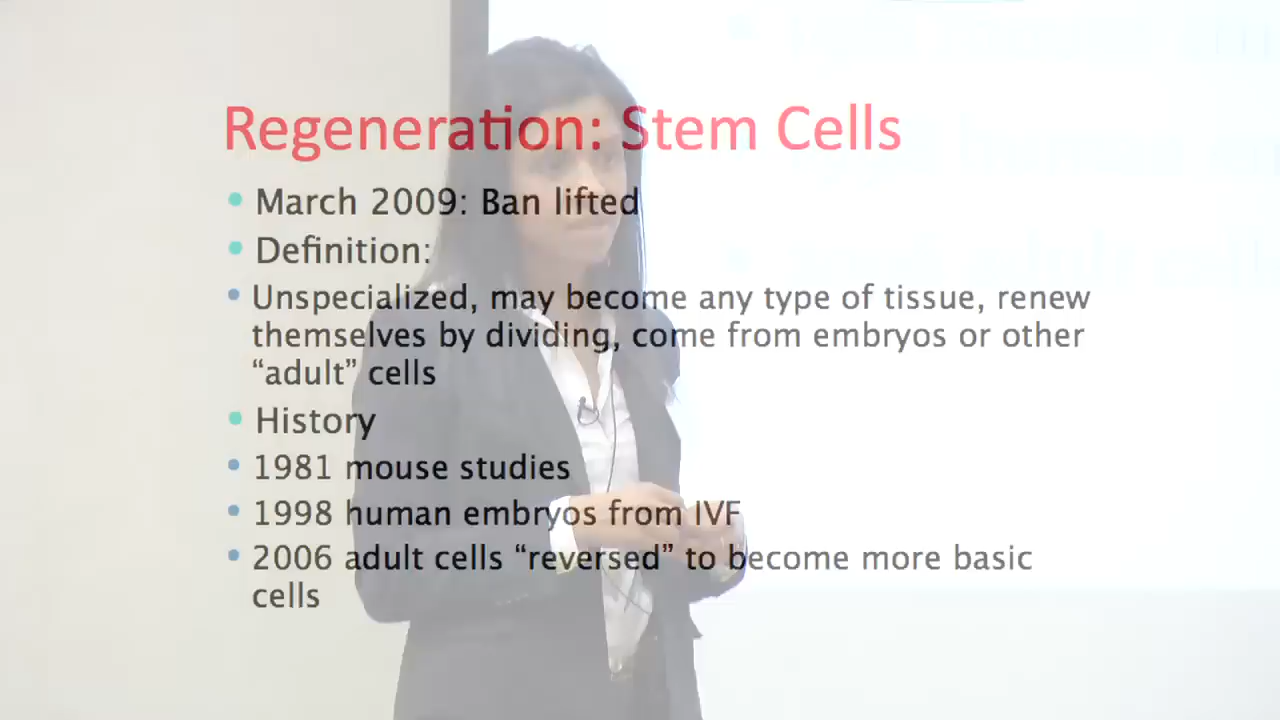 Regeneration: Stem Cells
• March 2009: Ban lifted
• Definition:
• Unspecialized, may become any type of tissue, renew
themselves by dividing, come from embryos or other
“adult” cells
• History
• 1981 mouse studies
• 1998 human embryos from IVF
• 2006 adult cells “reversed” to become more basic
cells